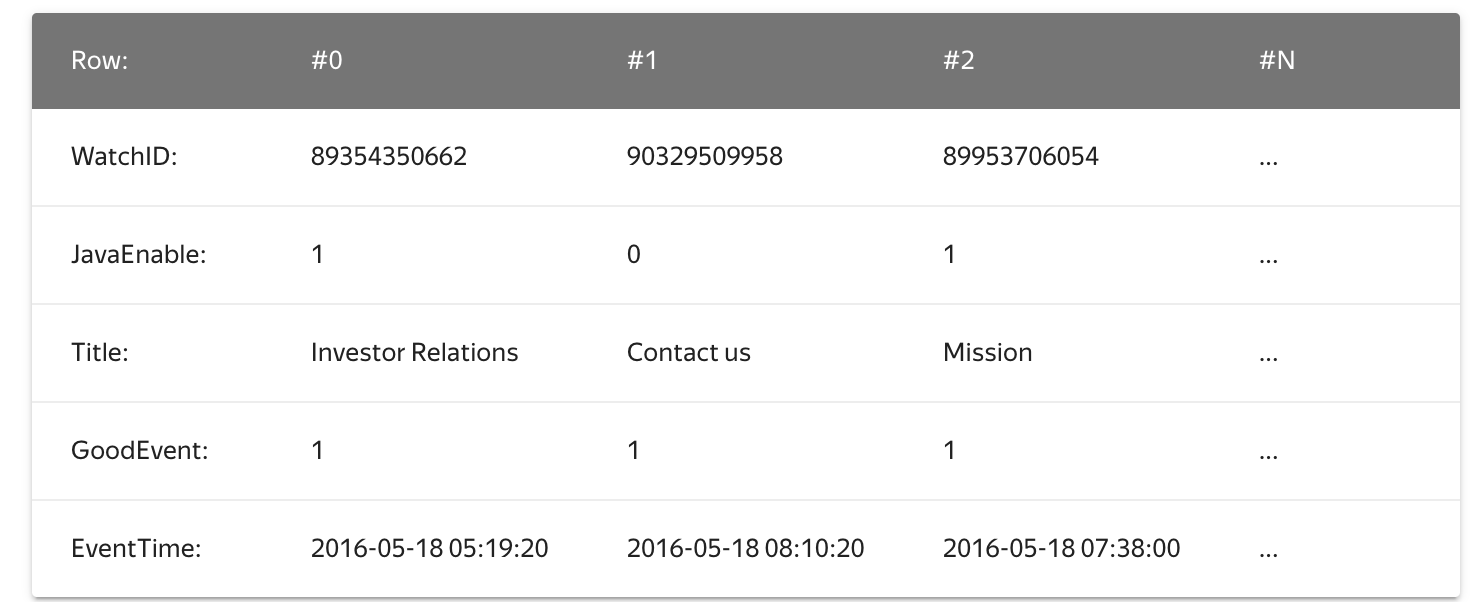 Row: #0 #1 #2 #N
WatchID: 89354350662 90329509958 89953706054 ...
JavaEnable: 1 0 1 ...
Title: Investor Relations Contact us Mission ...
GoodEvent: 1 1 1 ...
EventTime: 2016-05-18 05:19:20 2016-05-18 08:10:20 2016-05-18 07:38:00 ...